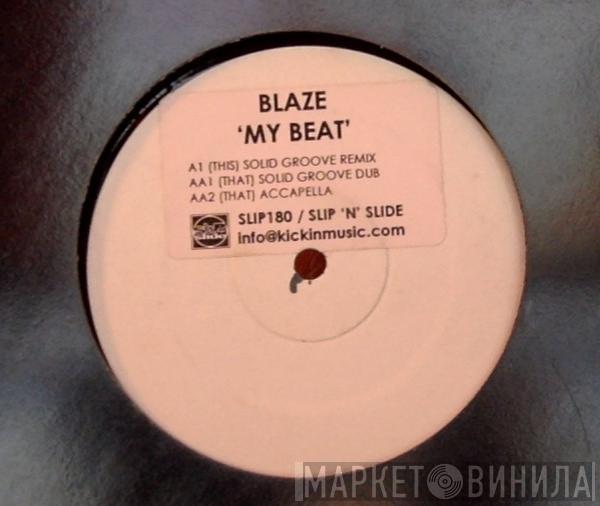 BLAZE
'MY BEAT'
A1 (THIS) SOLID GROOVE REMIX
AA1 (THAT) SOLID GROOVE DUB
AA2 (THAT) ACCAPELLA
SLIP180 / SLIP 'N' SLIDE
info@kickinmusic.com
МАРКЕТ ВИНИЛА